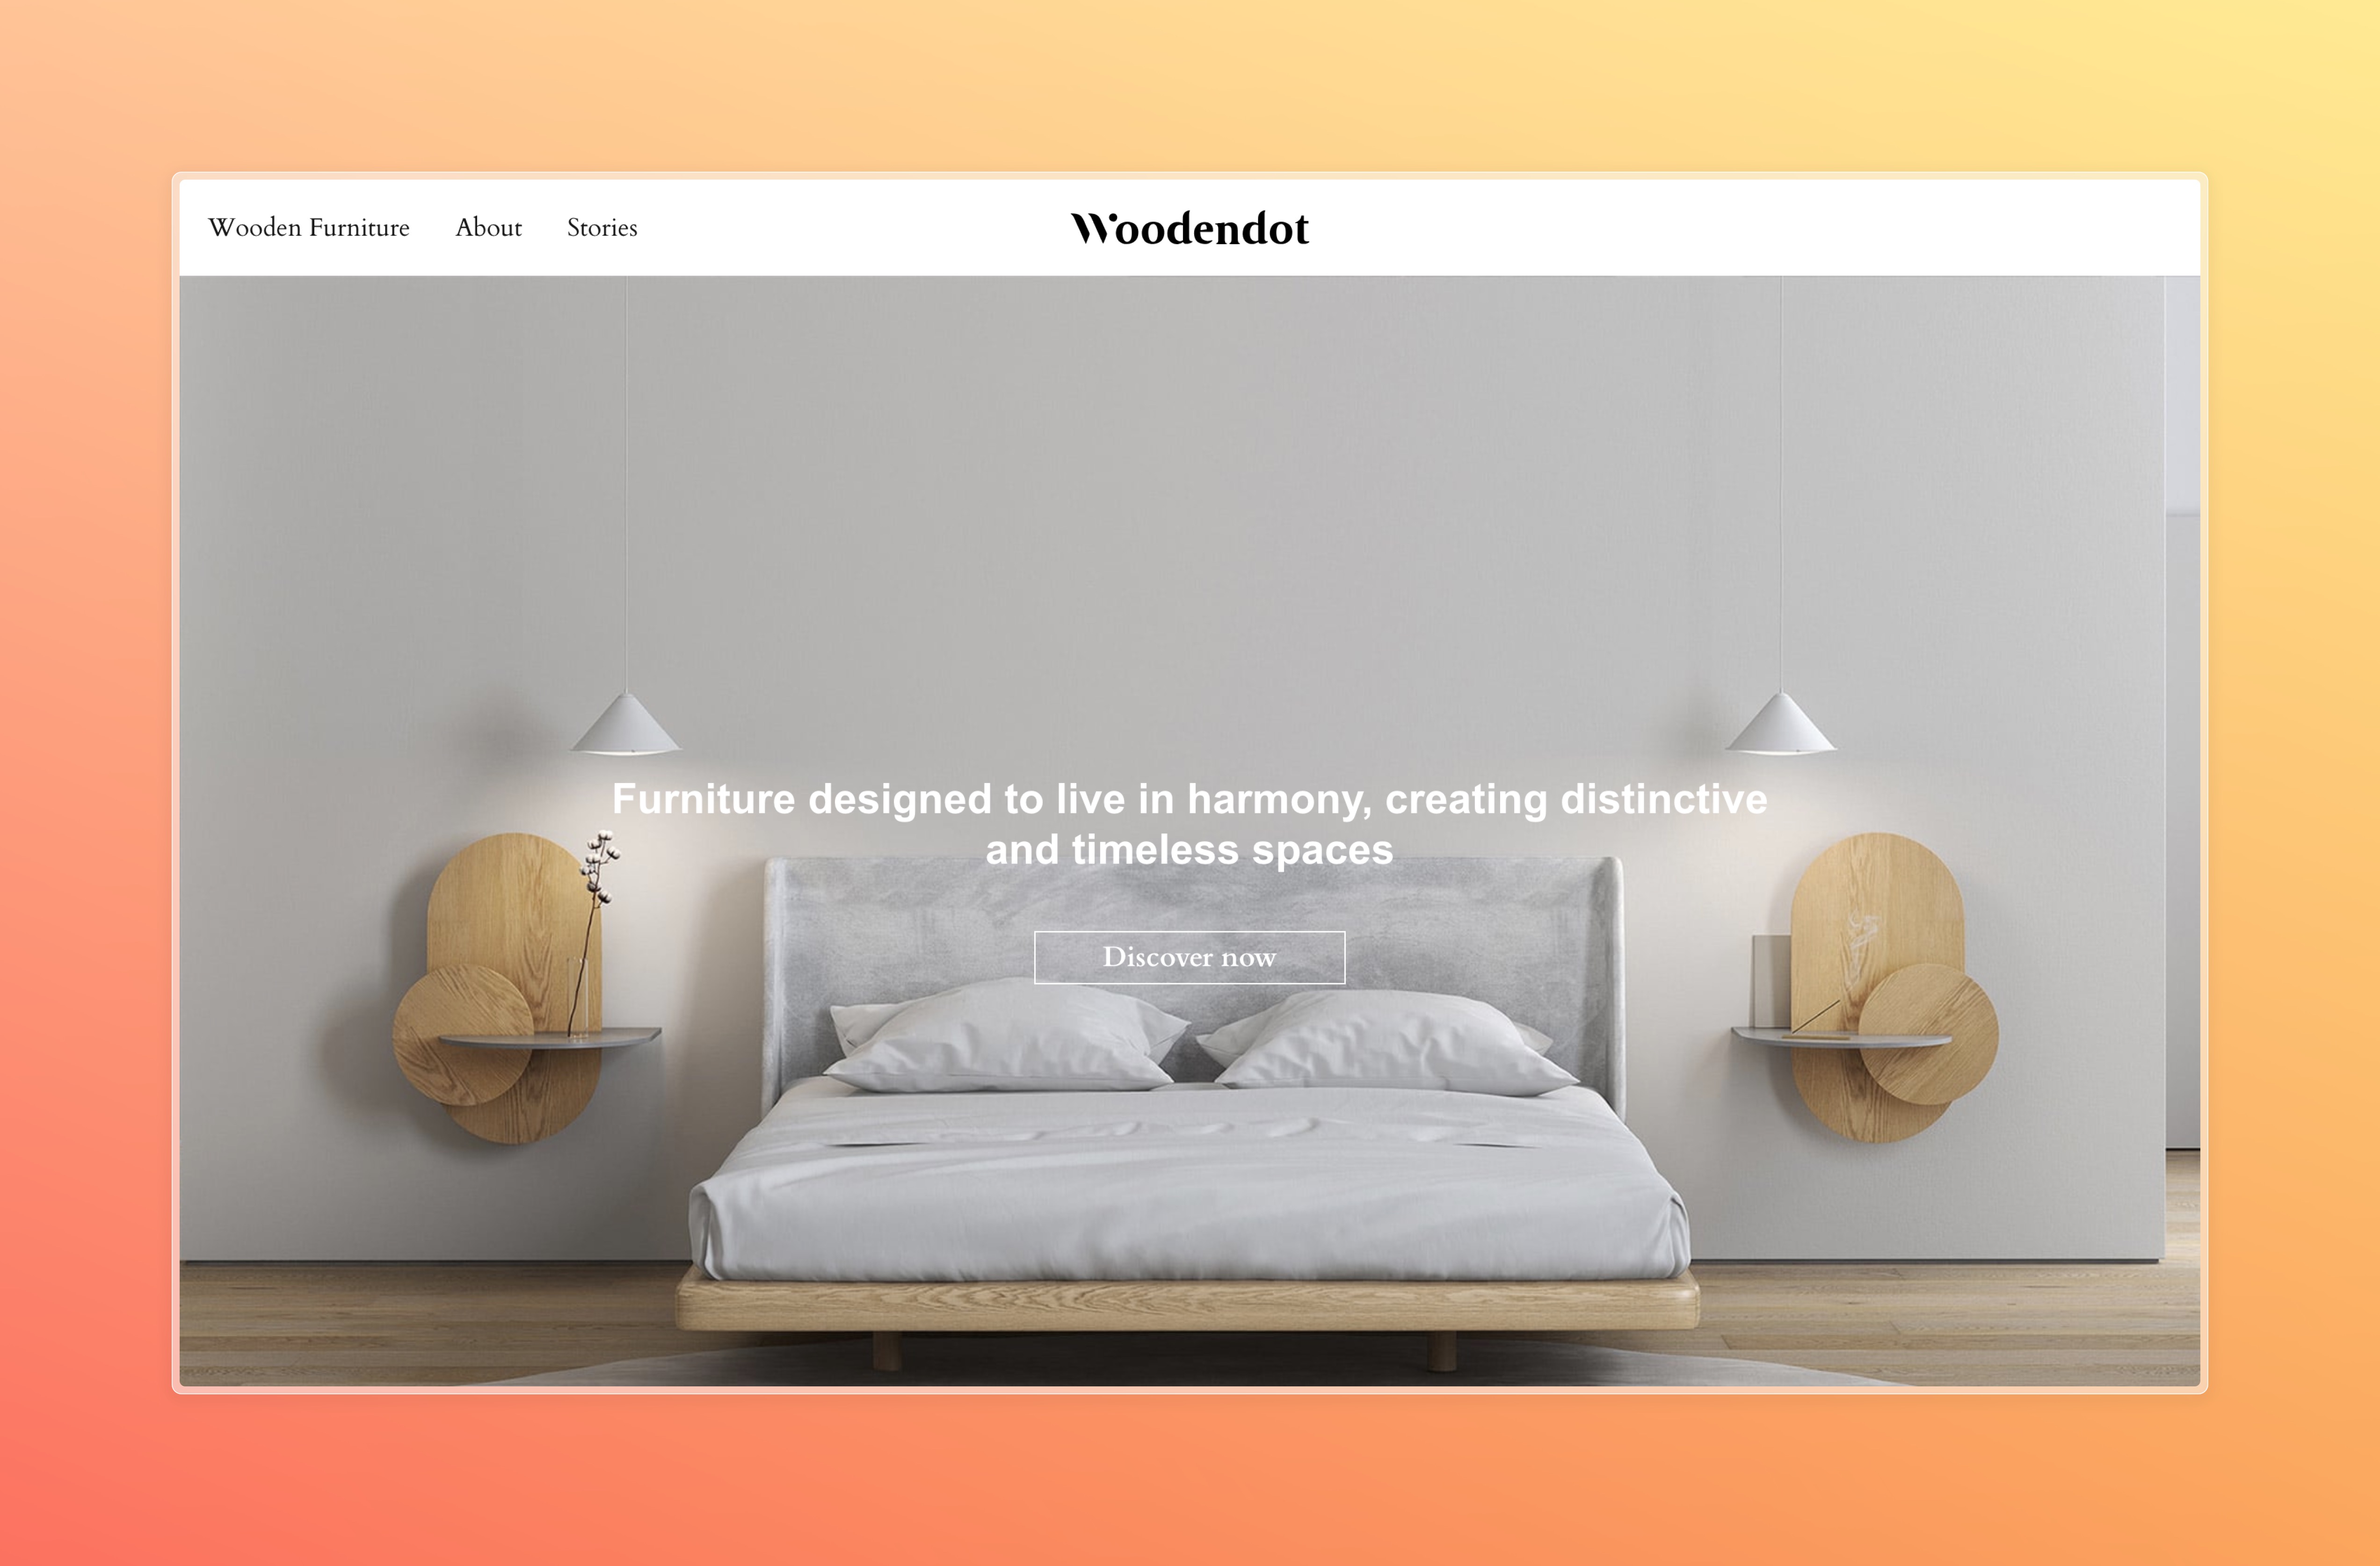 Wooden Furniture About Stories Woodendot
Furniture designed to live in harmony, creating distinctive
and timeless spaces
Discover now